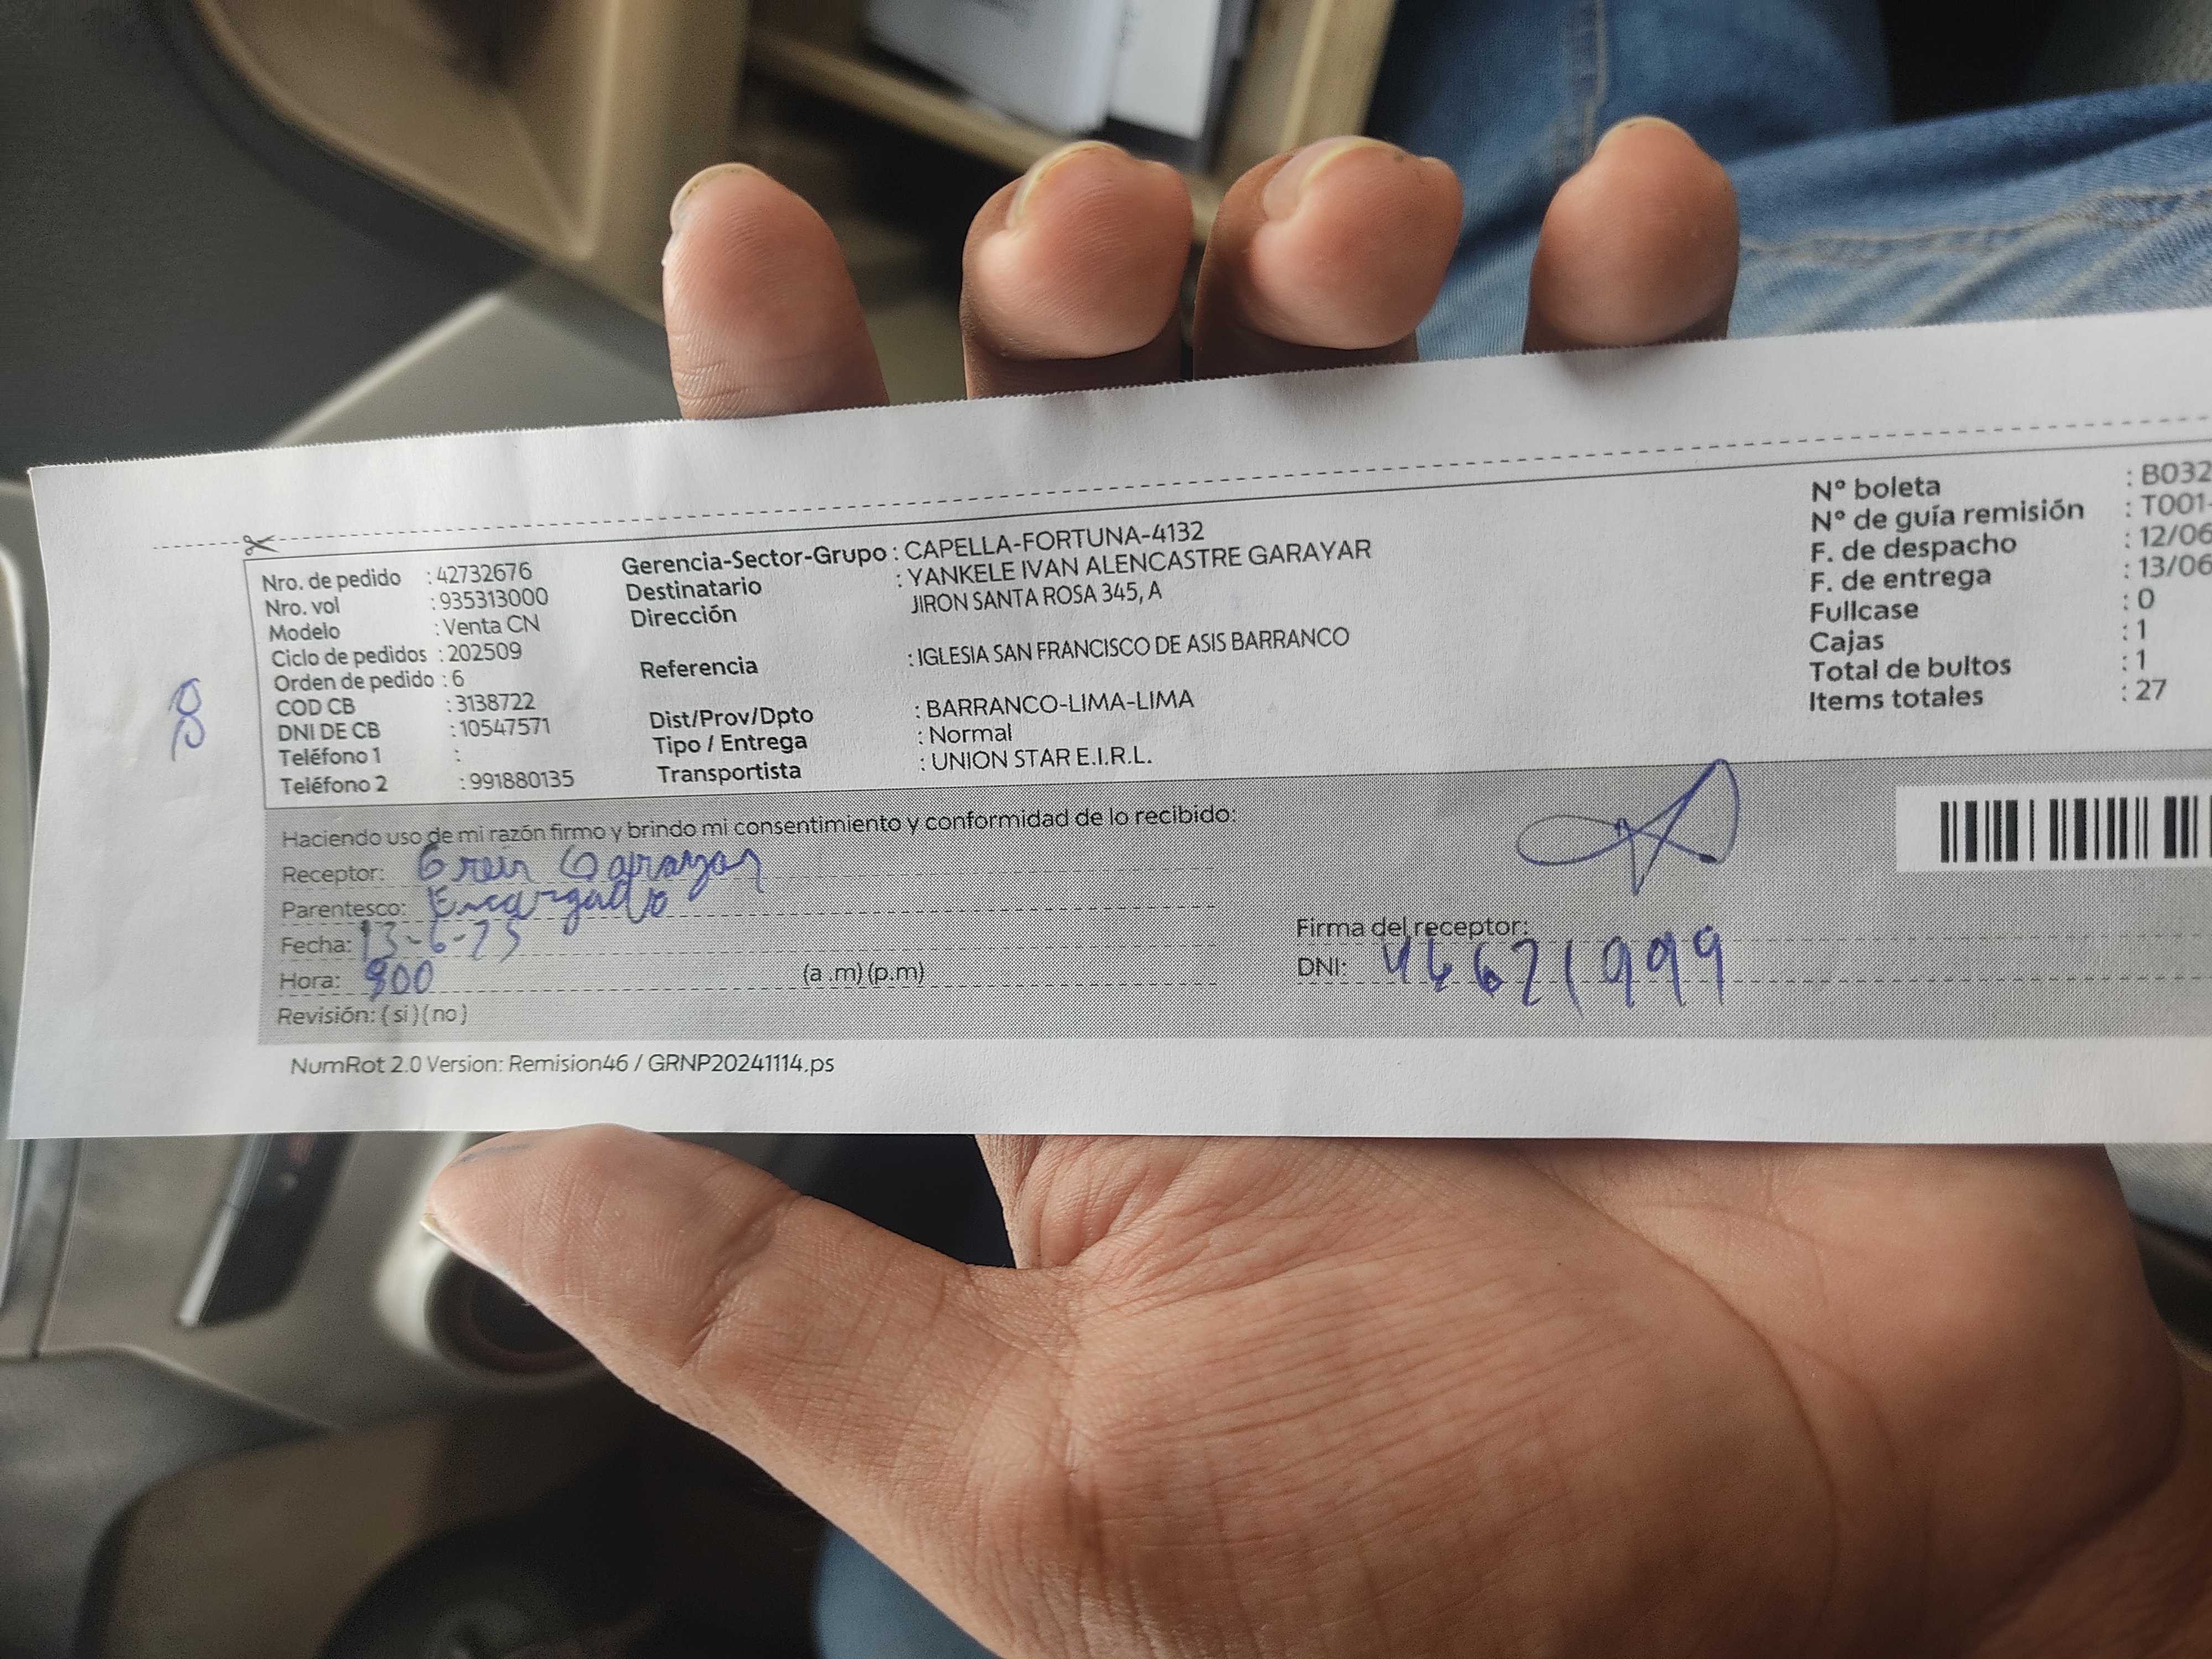 Nro. de pedido : 42732676
Nro. vol : 935313000
Modelo : Venta CN
Ciclo de pedidos : 202509
Orden de pedido : 6
COD CB : 3138722
DNI DE CB : 10547571
Teléfono 1 :
Teléfono 2 : 991880135
Gerencia-Sector-Grupo : CAPELLA-FORTUNA-4132
Destinatario : YANKELE IVAN ALENCASTRE GARAYAR
Dirección JIRON SANTA ROSA 345, A
Referencia : IGLESIA SAN FRANCISCO DE ASIS BARRANCO
Dist/Prov/Dpto : BARRANCO-LIMA-LIMA
Tipo / Entrega : Normal
Transportista : UNION STAR E.I.R.L.
N° boleta : B032
N° de guía remisión : T001-
F. de despacho : 12/06
F. de entrega : 13/06
Fullcase : 0
Cajas : 1
Total de bultos : 1
Items totales : 27
Haciendo uso de mi razón firmo y brindo mi consentimiento y conformidad de lo recibido:
Receptor: Garayar
Parentesco: Encargado
Fecha: 13-6-25
Hora: 800 (a .m) (p.m)
Revisión: ( si ) ( no )
Firma del receptor:
DNI: 46621999
NumRot 2.0 Version: Remision46 / GRNP20241114.ps